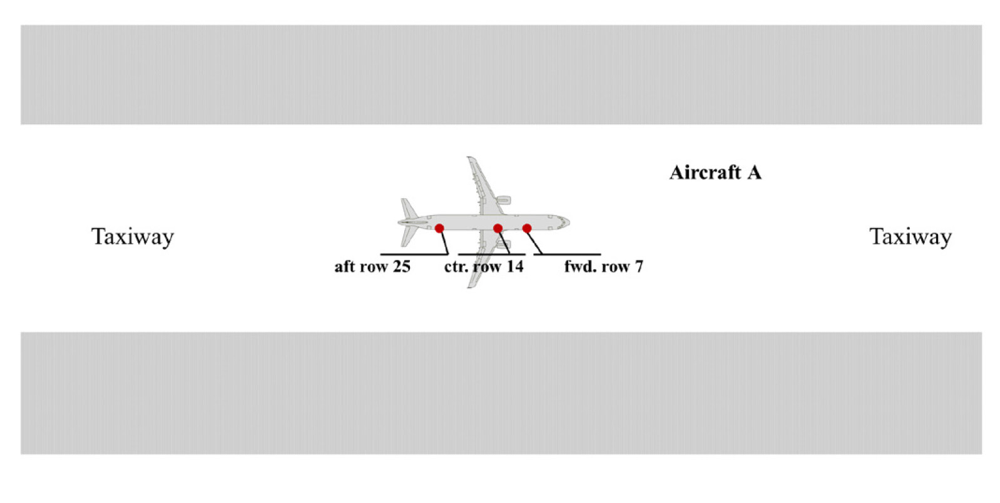 Aircraft A
Taxiway
Taxiway
aft row 25
ctr. row 14
fwd. row 7